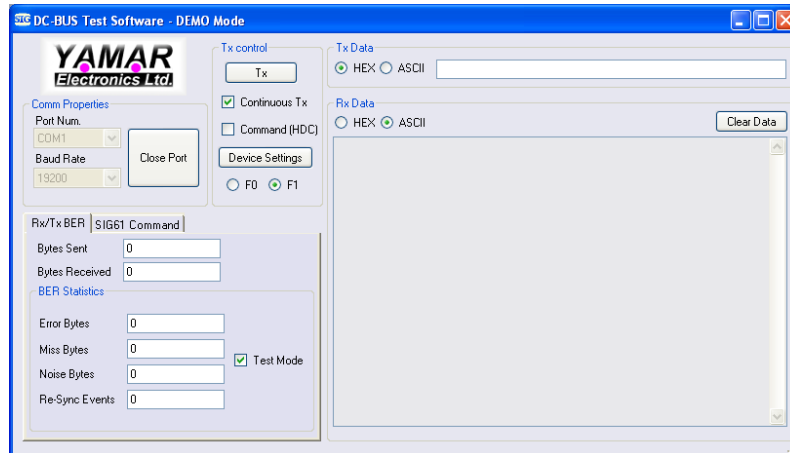 SIG DC-BUS Test Software - DEMO Mode
YAMAR
Electronics Ltd.
Comm Properties
Port Num.
COM1
Baud Rate
19200
Close Port
Tx control
Tx
Continuous Tx
Command (HDC)
Device Settings
F0 F1
Tx Data
HEX ASCII
Rx Data
HEX ASCII
Clear Data
Rx/Tx BER SIG61 Command
Bytes Sent 0
Bytes Received 0
BER Statistics
Error Bytes 0
Miss Bytes 0
Noise Bytes 0
Re-Sync Events 0
Test Mode